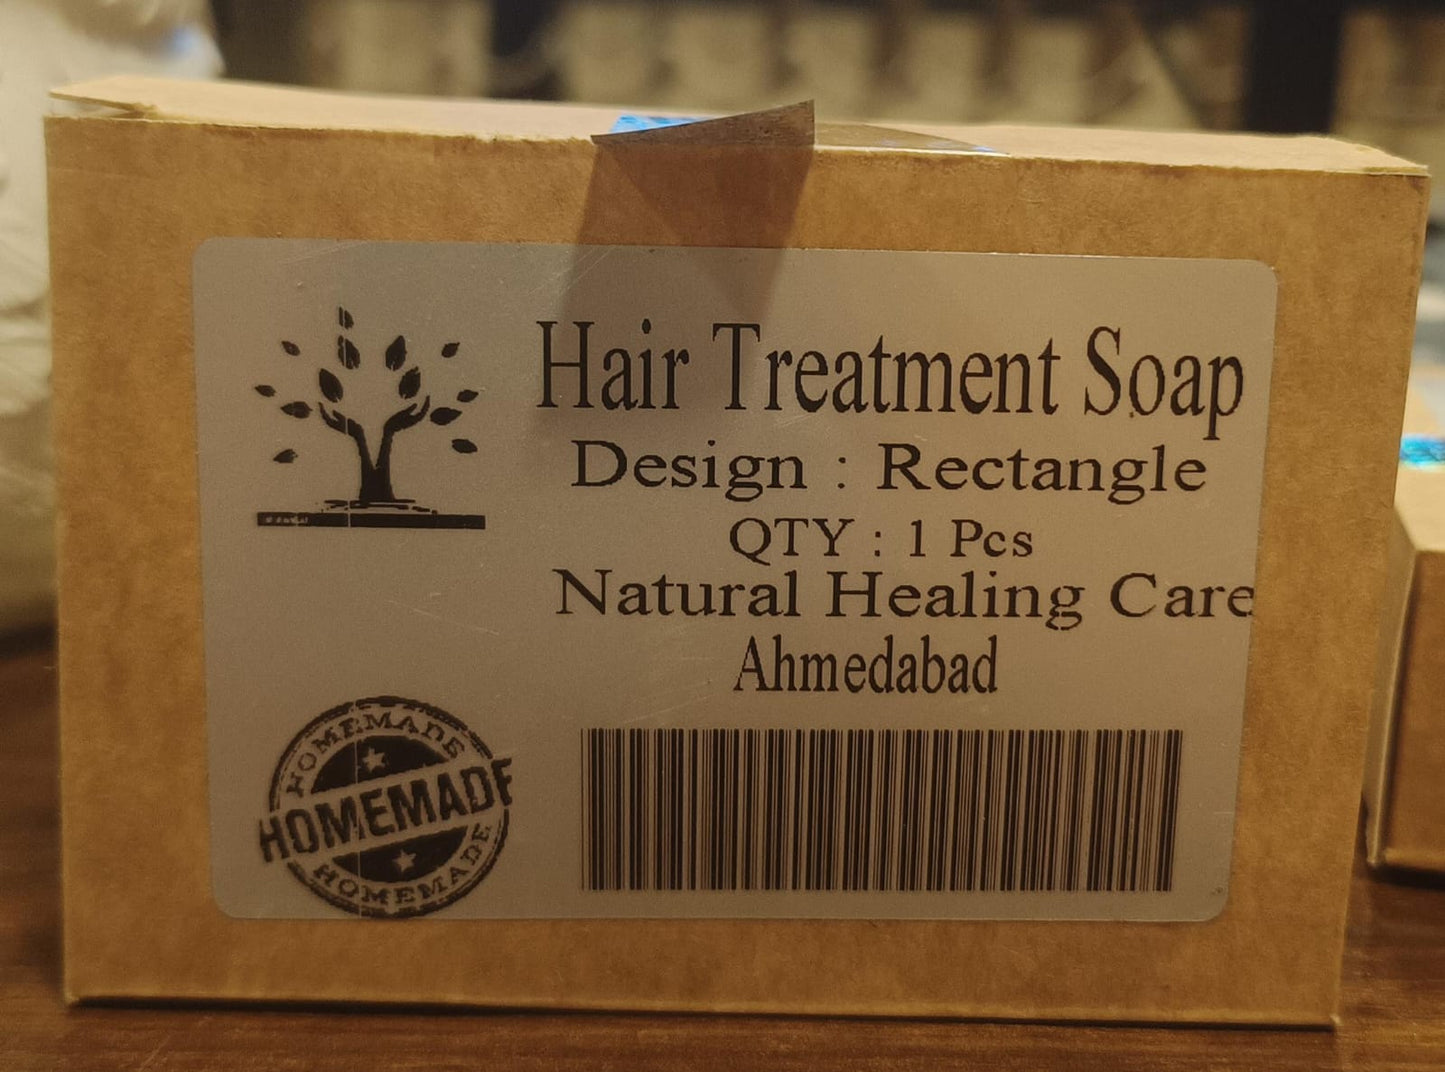 Hair Treatment Soap
Design : Rectangle
QTY : 1 Pcs
Natural Healing Care
Ahmedabad
HOMEMADE
HOMEMADE
HOMEMADE